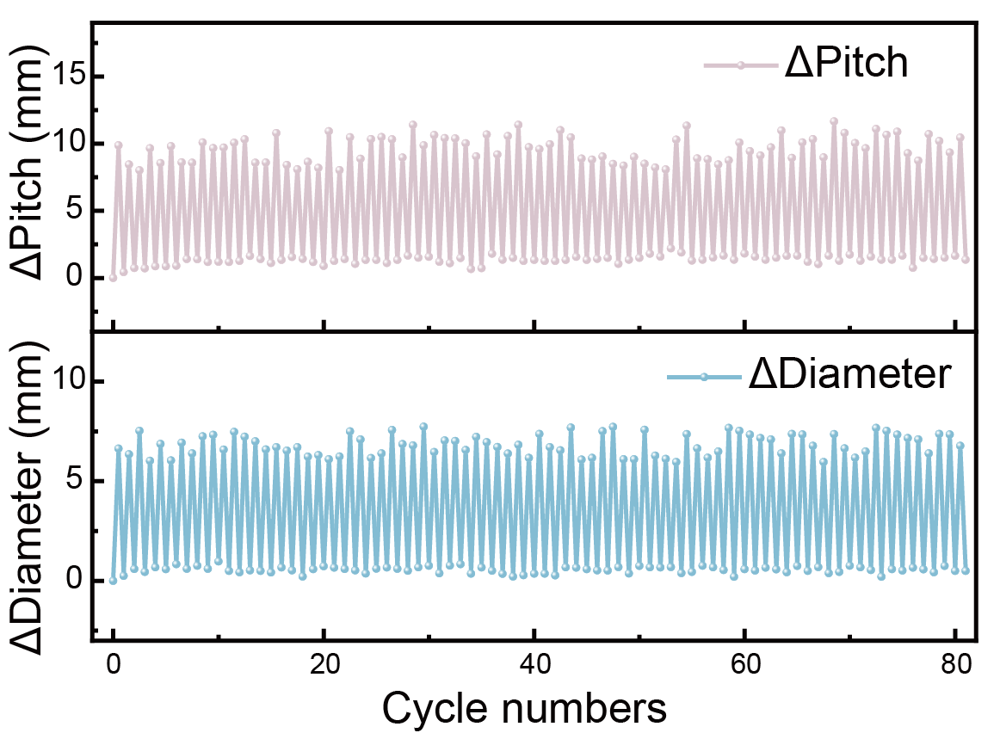 ΔPitch (mm)
15
10
5
0
ΔPitch
ΔDiameter (mm)
10
5
0
ΔDiameter
0 20 40 60 80
Cycle numbers